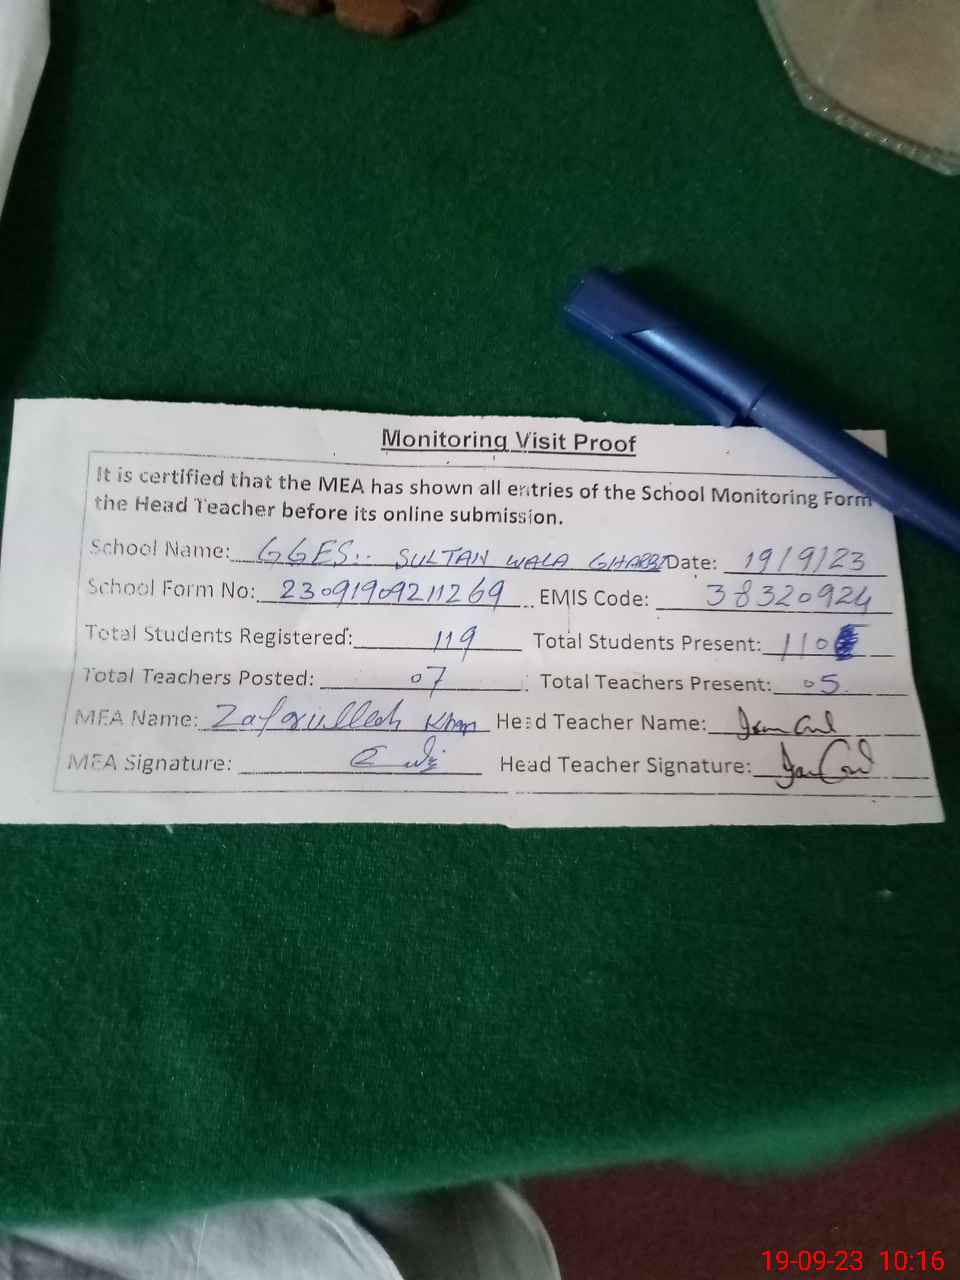 Monitoring Visit Proof
It is certified that the MEA has shown all entries of the School Monitoring Form
the Head Teacher before its online submission.
School Name: GGES.. SULTAN WALA GHARBI Date: 19/9/23
School Form No: 23091909211269 EMIS Code: 38320924
Total Students Registered: 119 Total Students Present: 110
Total Teachers Posted: 07 Total Teachers Present: 05
MEA Name: Zafarullah Khan Head Teacher Name:
MEA Signature: Head Teacher Signature:
19-09-23 10:16